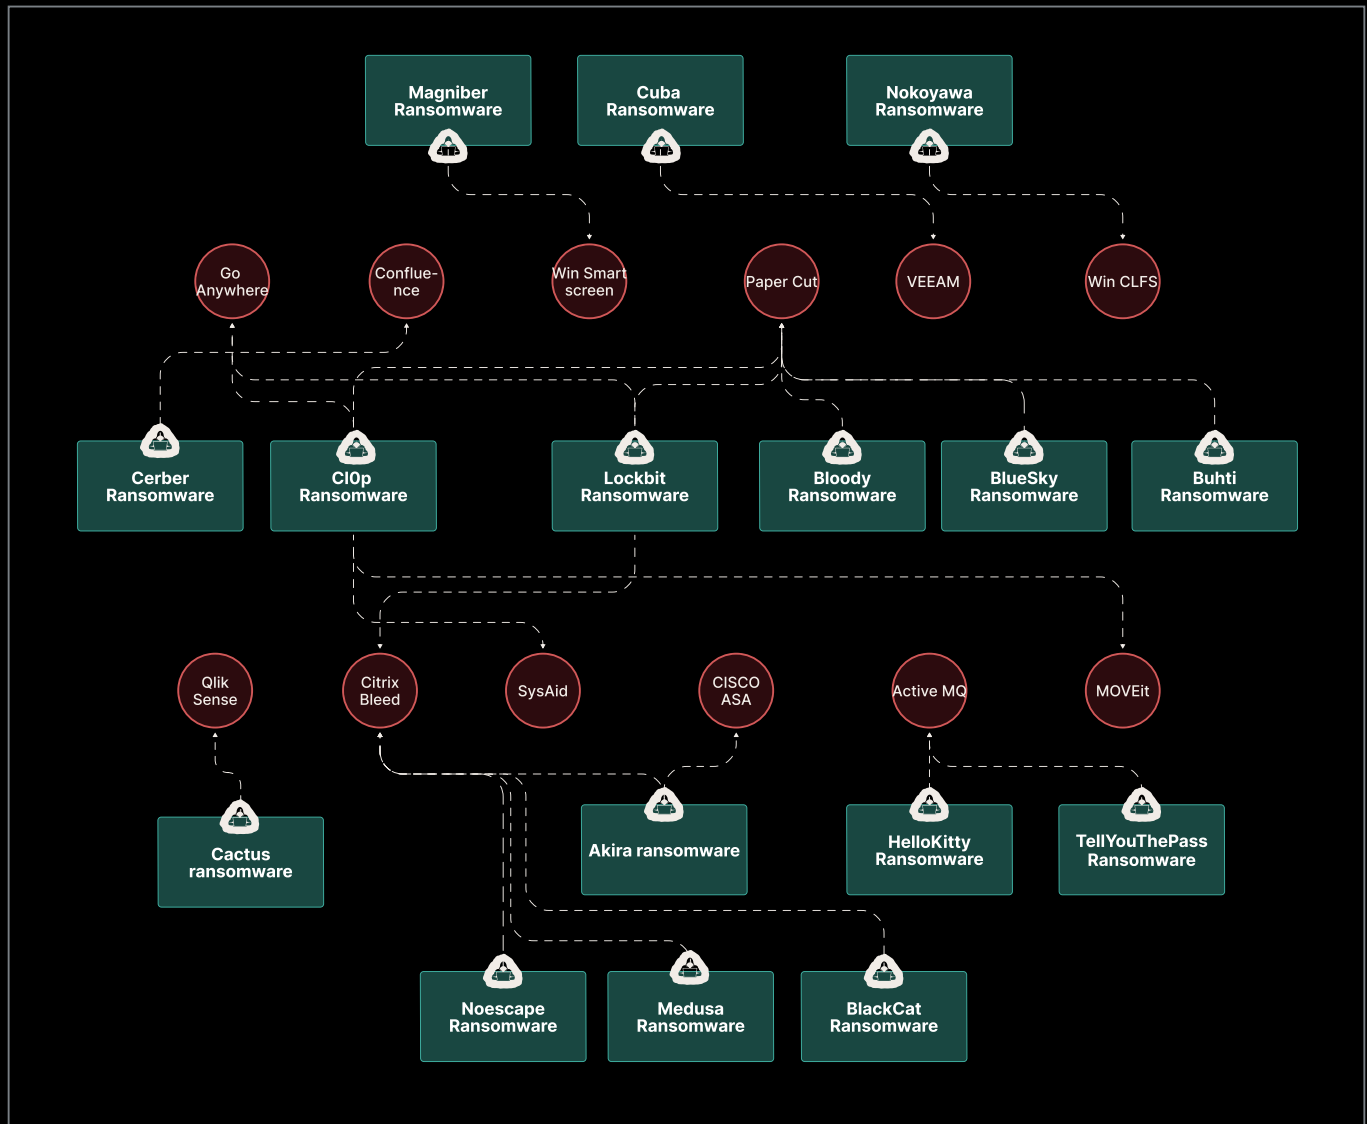 Magniber
Ransomware
Cuba
Ransomware
Nokoyawa
Ransomware
Go
Anywhere
Conflue-
nce
Win Smart
screen
Paper Cut
VEEAM
Win CLFS
Cerber
Ransomware
Cl0p
Ransomware
Lockbit
Ransomware
Bloody
Ransomware
BlueSky
Ransomware
Buhti
Ransomware
Qlik
Sense
Citrix
Bleed
SysAid
CISCO
ASA
Active MQ
MOVEit
Cactus
ransomware
Akira ransomware
HelloKitty
Ransomware
TellYouThePass
Ransomware
Noescape
Ransomware
Medusa
Ransomware
BlackCat
Ransomware